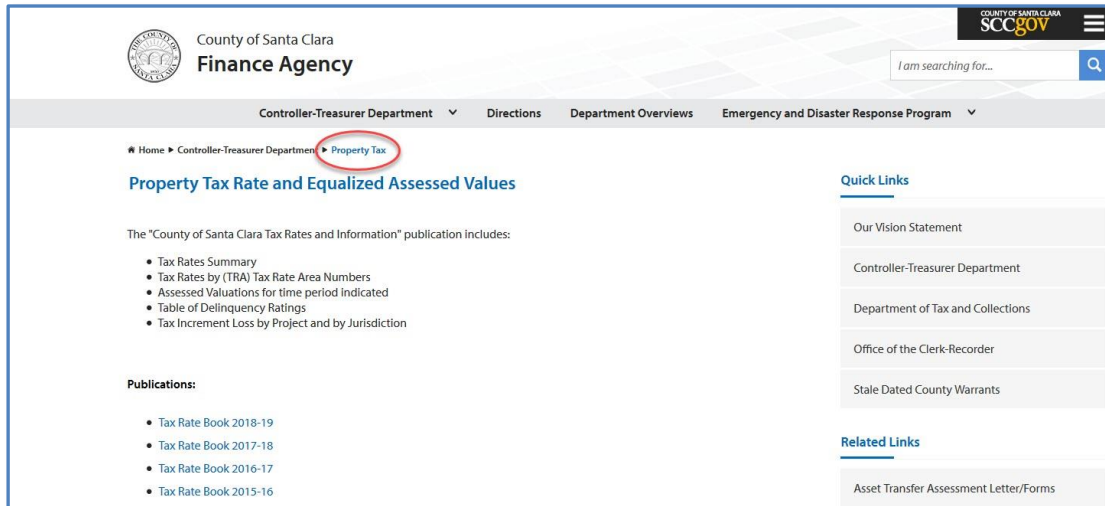 COUNTY OF SANTA CLARA
SCCgov
County of Santa Clara
Finance Agency
I am searching for...
Controller-Treasurer Department Directions Department Overviews Emergency and Disaster Response Program
Home ▶ Controller-Treasurer Department ▶ Property Tax
Property Tax Rate and Equalized Assessed Values
The "County of Santa Clara Tax Rates and Information" publication includes:
• Tax Rates Summary
• Tax Rates by (TRA) Tax Rate Area Numbers
• Assessed Valuations for time period indicated
• Table of Delinquency Ratings
• Tax Increment Loss by Project and by Jurisdiction
Publications:
• Tax Rate Book 2018-19
• Tax Rate Book 2017-18
• Tax Rate Book 2016-17
• Tax Rate Book 2015-16
Quick Links
Our Vision Statement
Controller-Treasurer Department
Department of Tax and Collections
Office of the Clerk-Recorder
Stale Dated County Warrants
Related Links
Asset Transfer Assessment Letter/Forms